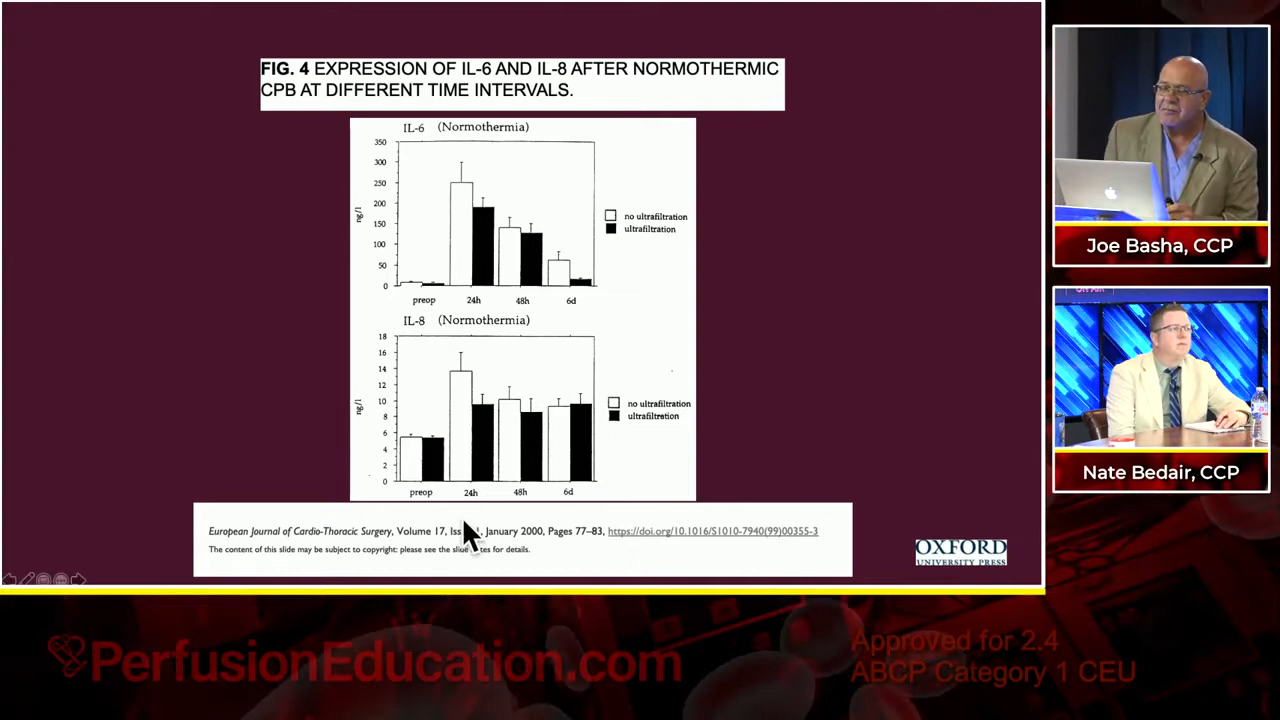 FIG. 4 EXPRESSION OF IL-6 AND IL-8 AFTER NORMOTHERMIC
CPB AT DIFFERENT TIME INTERVALS.
IL-6 (Normothermia)
350
300
250
200
150
100
50
0
ng/l
no ultrafiltration
ultrafiltration
preop 24h 48h 6d
IL-8 (Normothermia)
18
16
14
12
10
8
6
4
2
0
ng/l
no ultrafiltration
ultrafiltration
preop 24h 48h 6d
European Journal of Cardio-Thoracic Surgery, Volume 17, January 2000, Pages 77–83, https://doi.org/10.1016/S1010-7940(99)00355-3
The content of this slide may be subject to copyright: please see the slide notes for details.
OXFORD
UNIVERSITY PRESS
Joe Basha, CCP
Nate Bedair, CCP
PerfusionEducation.com
Approved for 2.4
ABCP Category 1 CEU